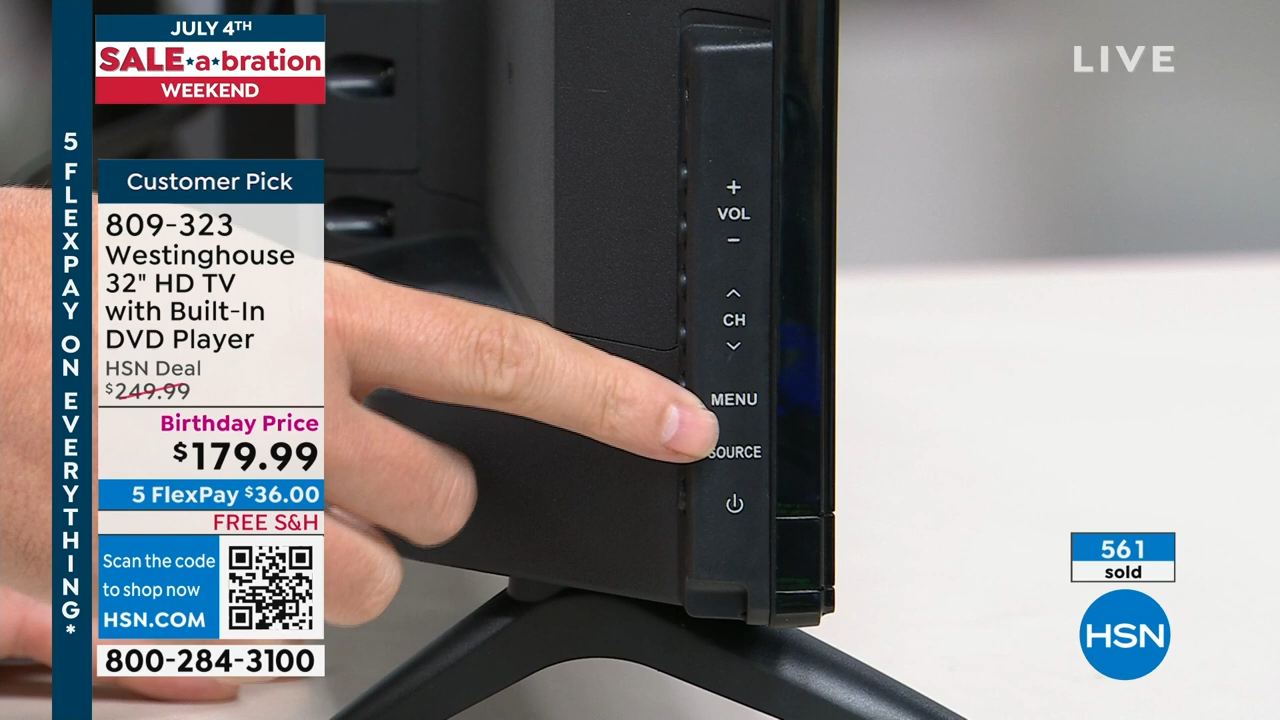 JULY 4TH
SALE★a★bration
WEEKEND
LIVE
5 FLEXPAY ON EVERYTHING*
Customer Pick
809-323
Westinghouse
32" HD TV
with Built-In
DVD Player
HSN Deal
$249.99
Birthday Price
$179.99
5 FlexPay $36.00
FREE S&H
Scan the code
to shop now
HSN.COM
800-284-3100
+
VOL
–
CH
MENU
SOURCE
561
sold
HSN